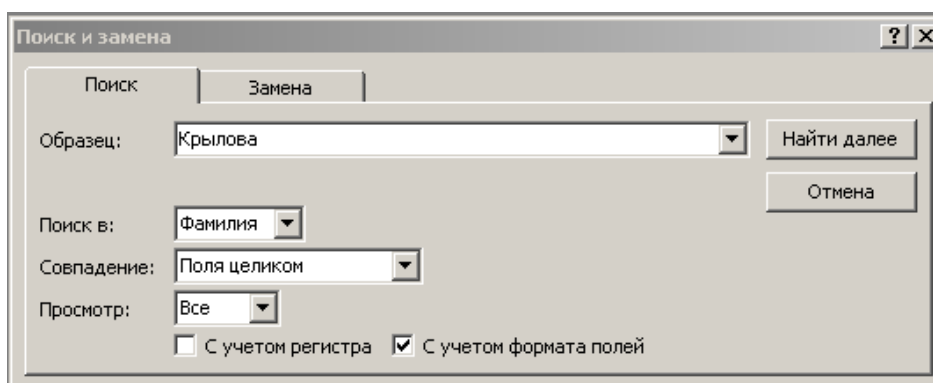 Поиск и замена
Поиск Замена
Образец: Крылова Найти далее
Отмена
Поиск в: Фамилия
Совпадение: Поля целиком
Просмотр: Все
С учетом регистра С учетом формата полей